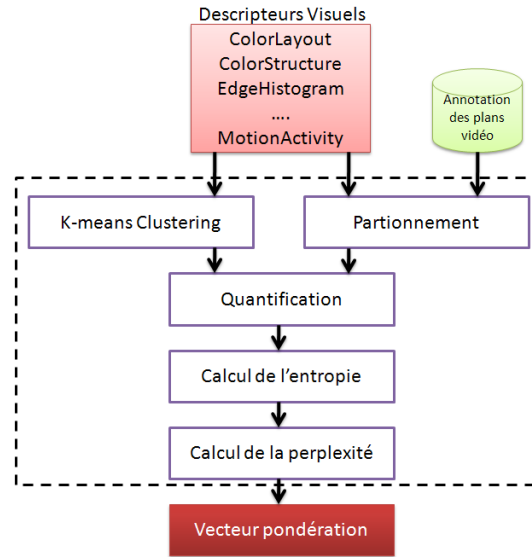 Descripteurs Visuels
ColorLayout
ColorStructure
EdgeHistogram
....
MotionActivity
Annotation
des plans
vidéo
K-means Clustering
Partionnement
Quantification
Calcul de l'entropie
Calcul de la perplexité
Vecteur pondération